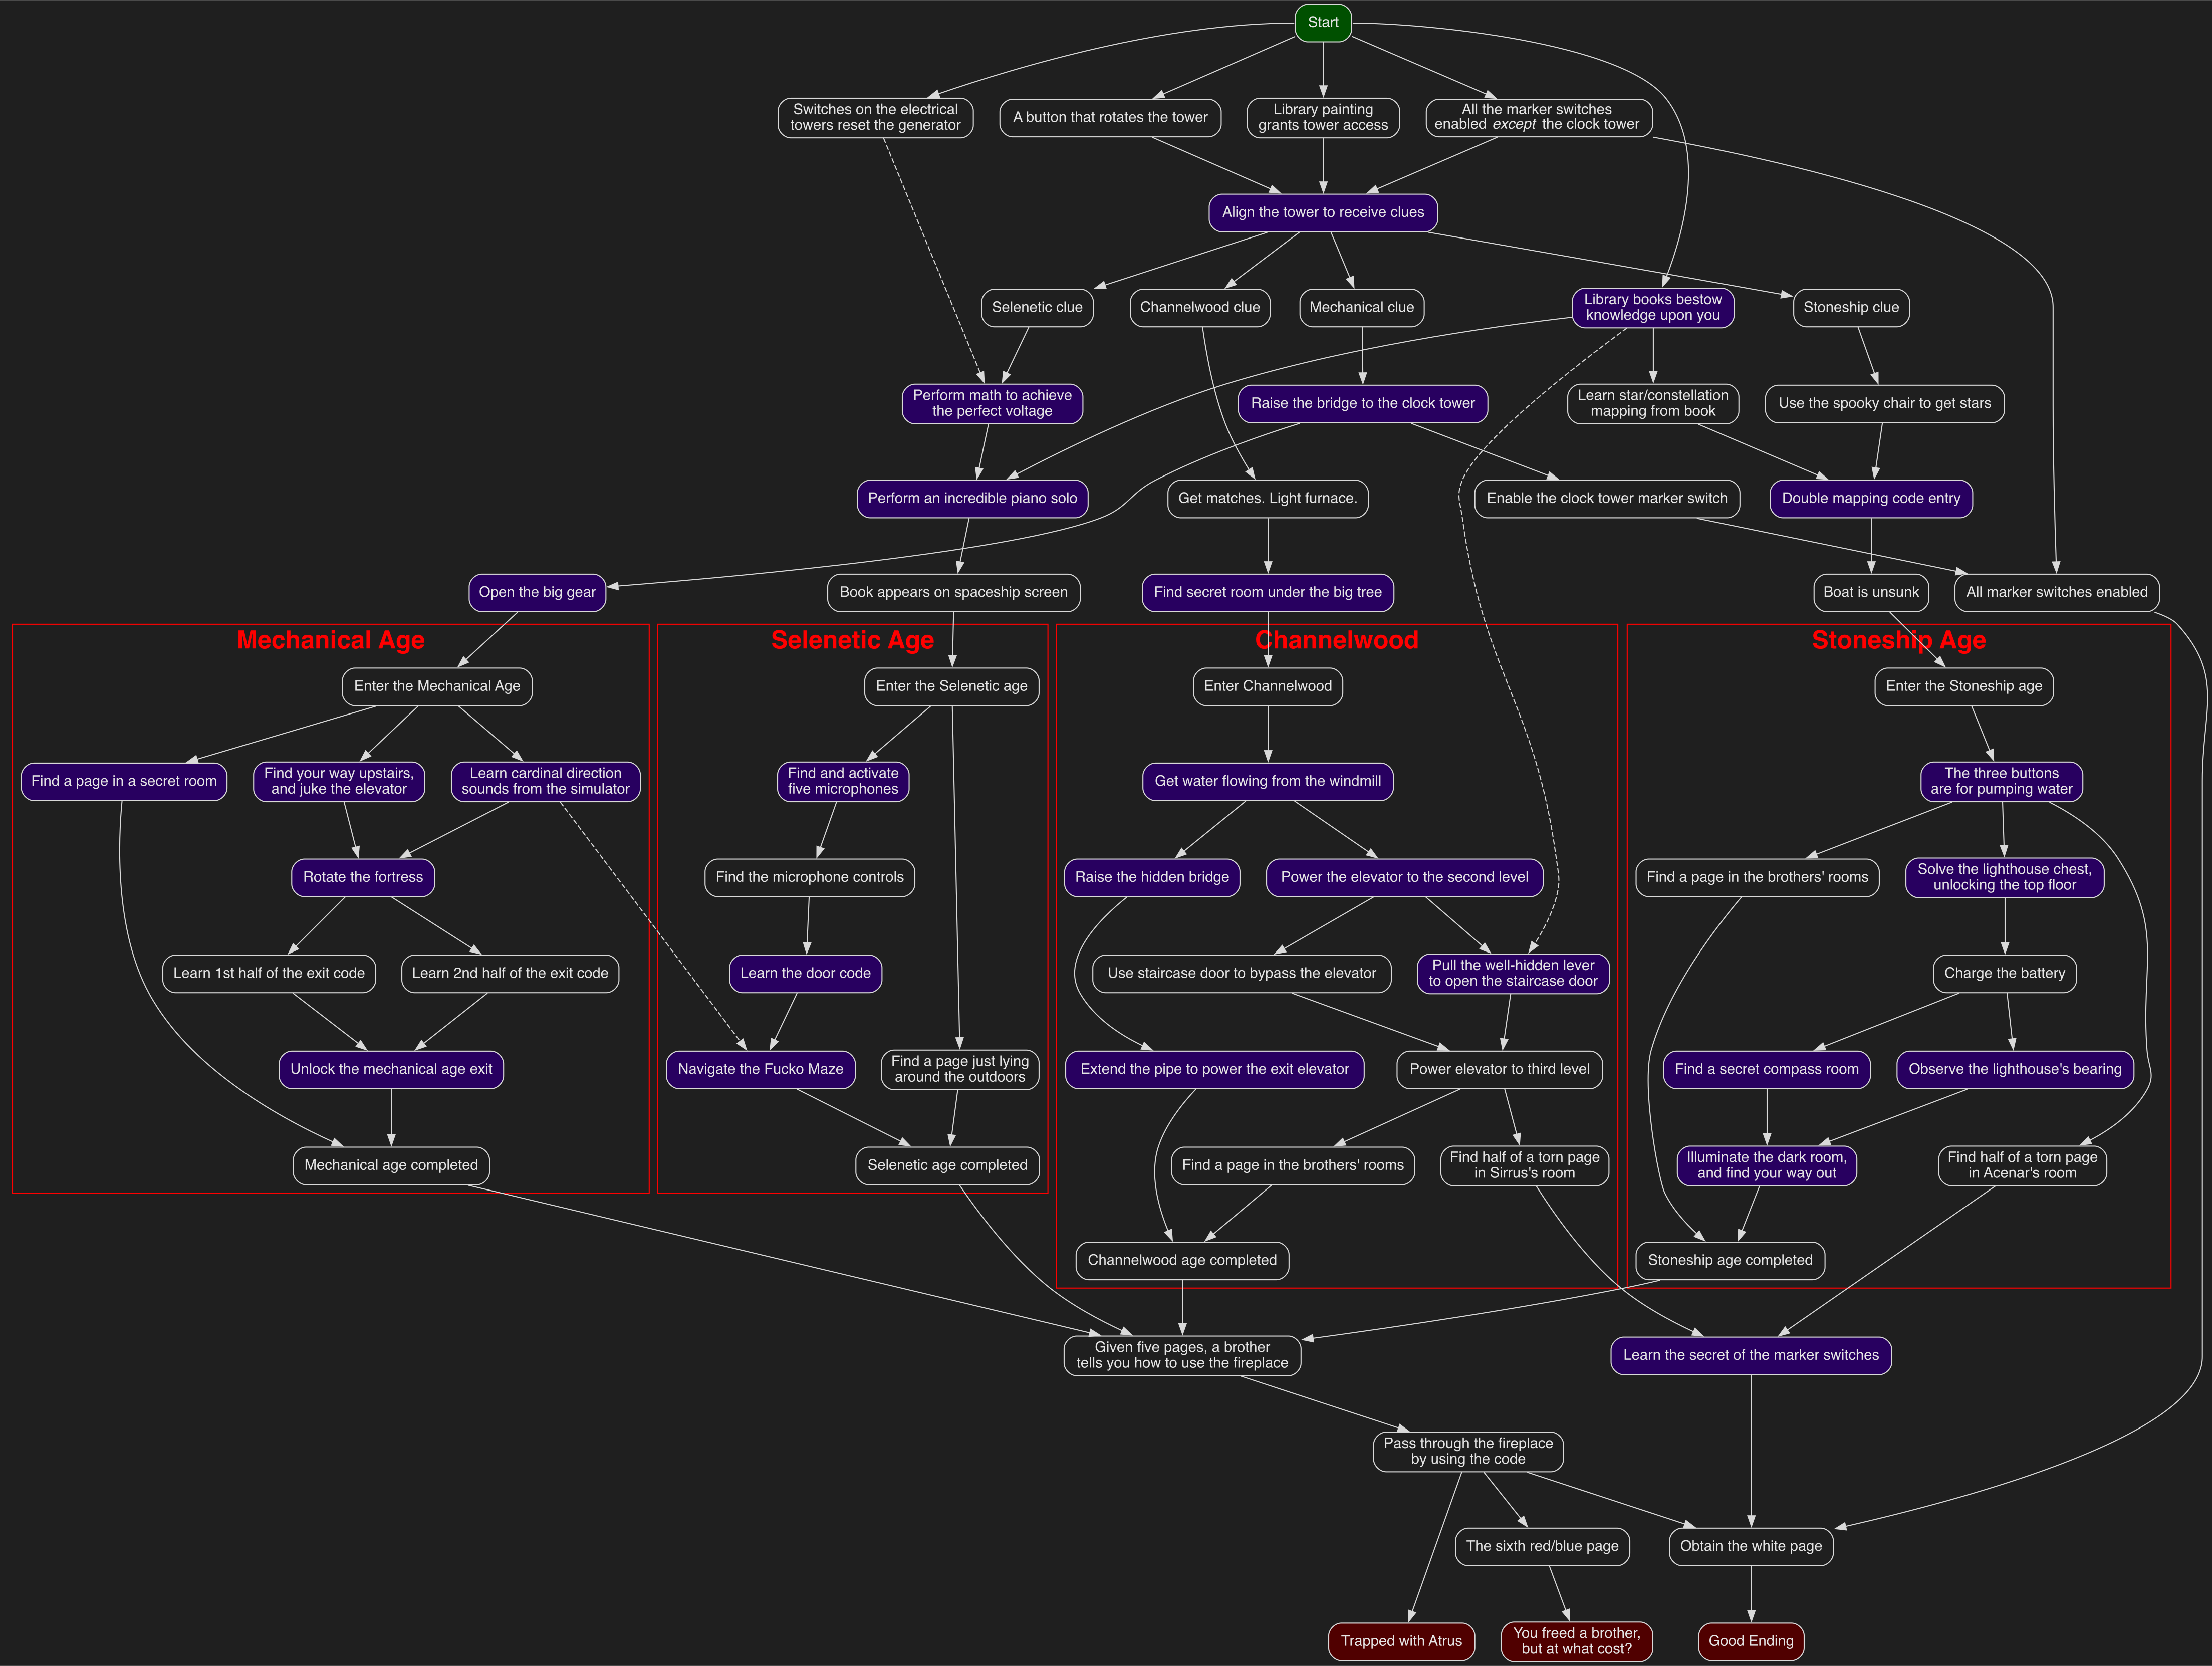 Start
Switches on the electrical
towers reset the generator
A button that rotates the tower
Library painting
grants tower access
All the marker switches
enabled except the clock tower
Align the tower to receive clues
Selenetic clue
Channelwood clue
Mechanical clue
Library books bestow
knowledge upon you
Stoneship clue
Perform math to achieve
the perfect voltage
Raise the bridge to the clock tower
Learn star/constellation
mapping from book
Use the spooky chair to get stars
Perform an incredible piano solo
Get matches. Light furnace.
Enable the clock tower marker switch
Double mapping code entry
Open the big gear
Book appears on spaceship screen
Find secret room under the big tree
Boat is unsunk
All marker switches enabled
Mechanical Age
Selenetic Age
Channelwood
Stoneship Age
Enter the Mechanical Age
Enter the Selenetic age
Enter Channelwood
Enter the Stoneship age
Find a page in a secret room
Find your way upstairs,
and juke the elevator
Learn cardinal direction
sounds from the simulator
Find and activate
five microphones
Get water flowing from the windmill
The three buttons
are for pumping water
Rotate the fortress
Find the microphone controls
Raise the hidden bridge
Power the elevator to the second level
Find a page in the brothers' rooms
Solve the lighthouse chest,
unlocking the top floor
Learn 1st half of the exit code
Learn 2nd half of the exit code
Learn the door code
Use staircase door to bypass the elevator
Pull the well-hidden lever
to open the staircase door
Charge the battery
Unlock the mechanical age exit
Navigate the Fucko Maze
Find a page just lying
around the outdoors
Extend the pipe to power the exit elevator
Power elevator to third level
Find a secret compass room
Observe the lighthouse's bearing
Mechanical age completed
Selenetic age completed
Find a page in the brothers' rooms
Find half of a torn page
in Sirrus's room
Illuminate the dark room,
and find your way out
Find half of a torn page
in Acenar's room
Channelwood age completed
Stoneship age completed
Given five pages, a brother
tells you how to use the fireplace
Learn the secret of the marker switches
Pass through the fireplace
by using the code
The sixth red/blue page
Obtain the white page
Trapped with Atrus
You freed a brother,
but at what cost?
Good Ending